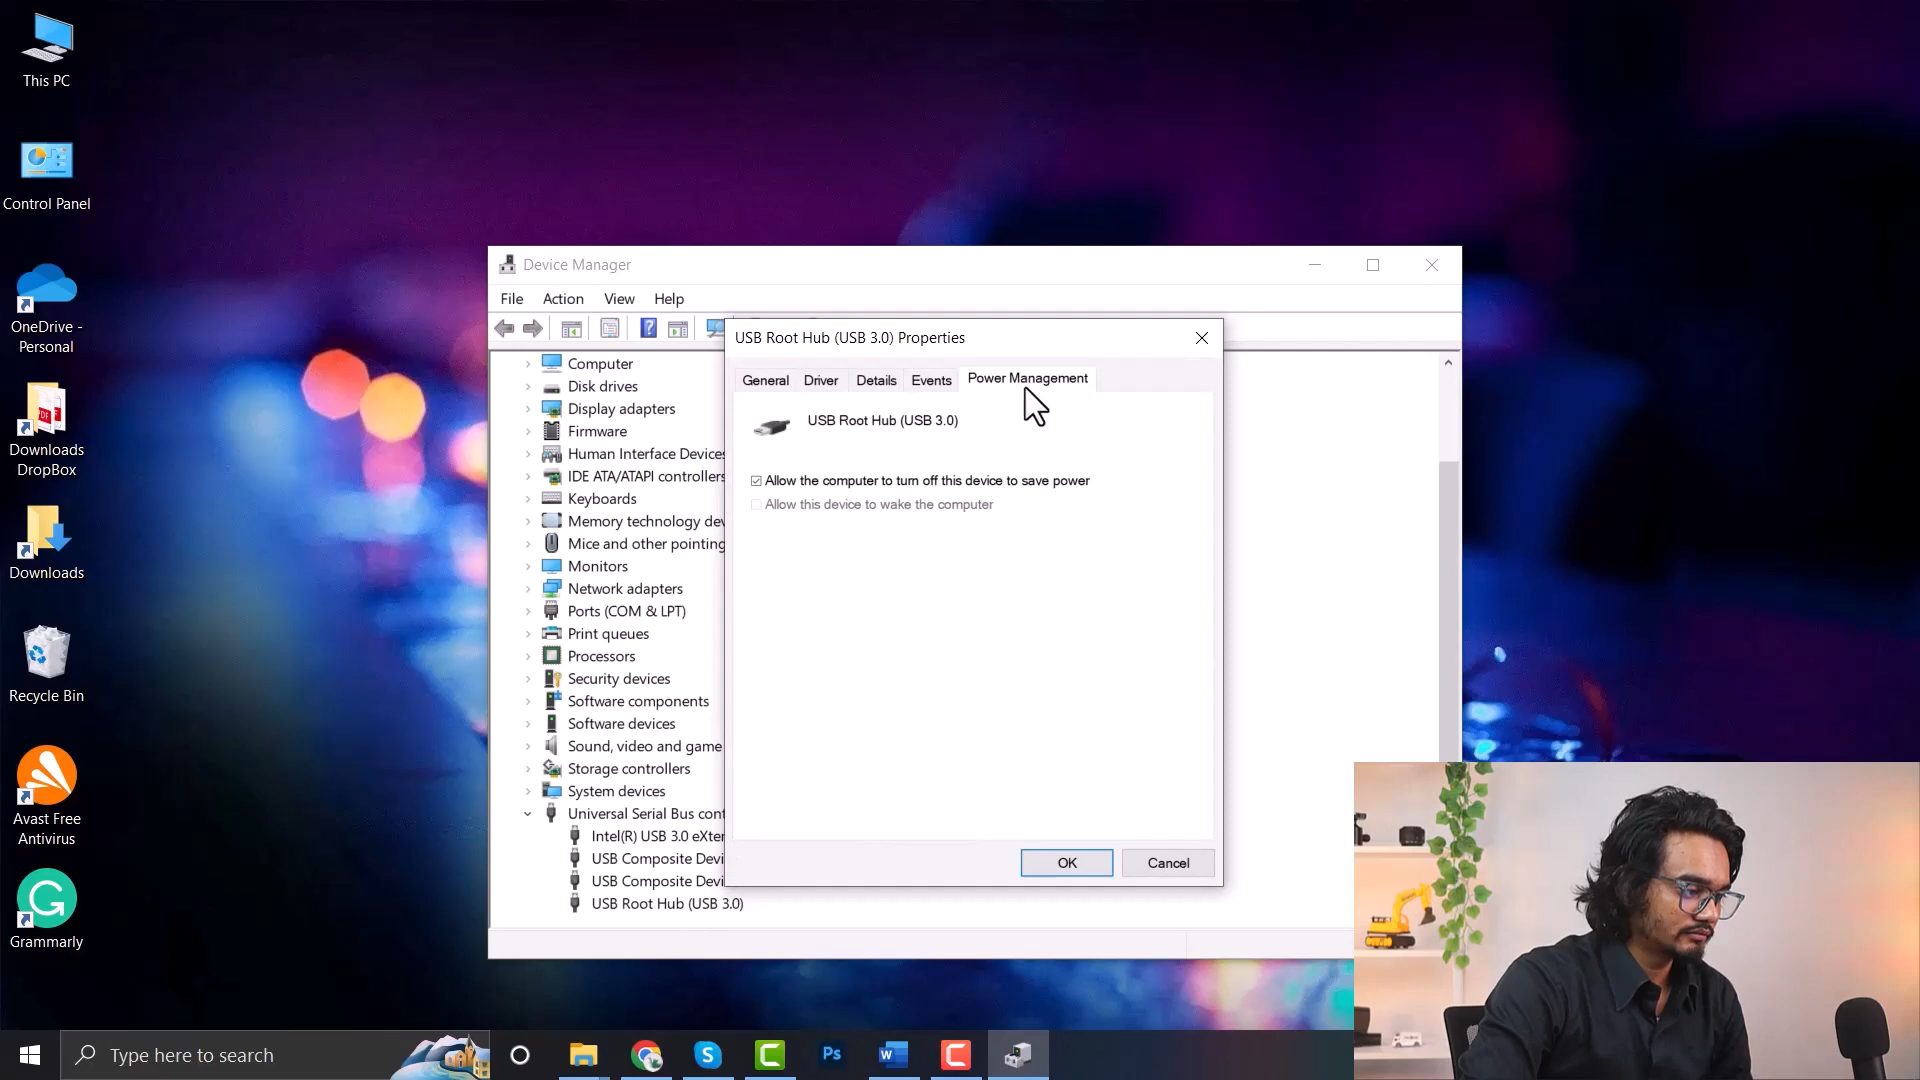 This PC
Control Panel
OneDrive -
Personal
Downloads
DropBox
Downloads
Recycle Bin
Avast Free
Antivirus
Grammarly
Device Manager
File Action View Help
Computer
Disk drives
Display adapters
Firmware
Human Interface Devices
IDE ATA/ATAPI controllers
Keyboards
Memory technology dev
Mice and other pointing
Monitors
Network adapters
Ports (COM & LPT)
Print queues
Processors
Security devices
Software components
Software devices
Sound, video and game
Storage controllers
System devices
Universal Serial Bus cont
Intel(R) USB 3.0 eXten
USB Composite Devi
USB Composite Devi
USB Root Hub (USB 3.0)
USB Root Hub (USB 3.0) Properties
General Driver Details Events Power Management
USB Root Hub (USB 3.0)
Allow the computer to turn off this device to save power
Allow this device to wake the computer
OK Cancel
Type here to search